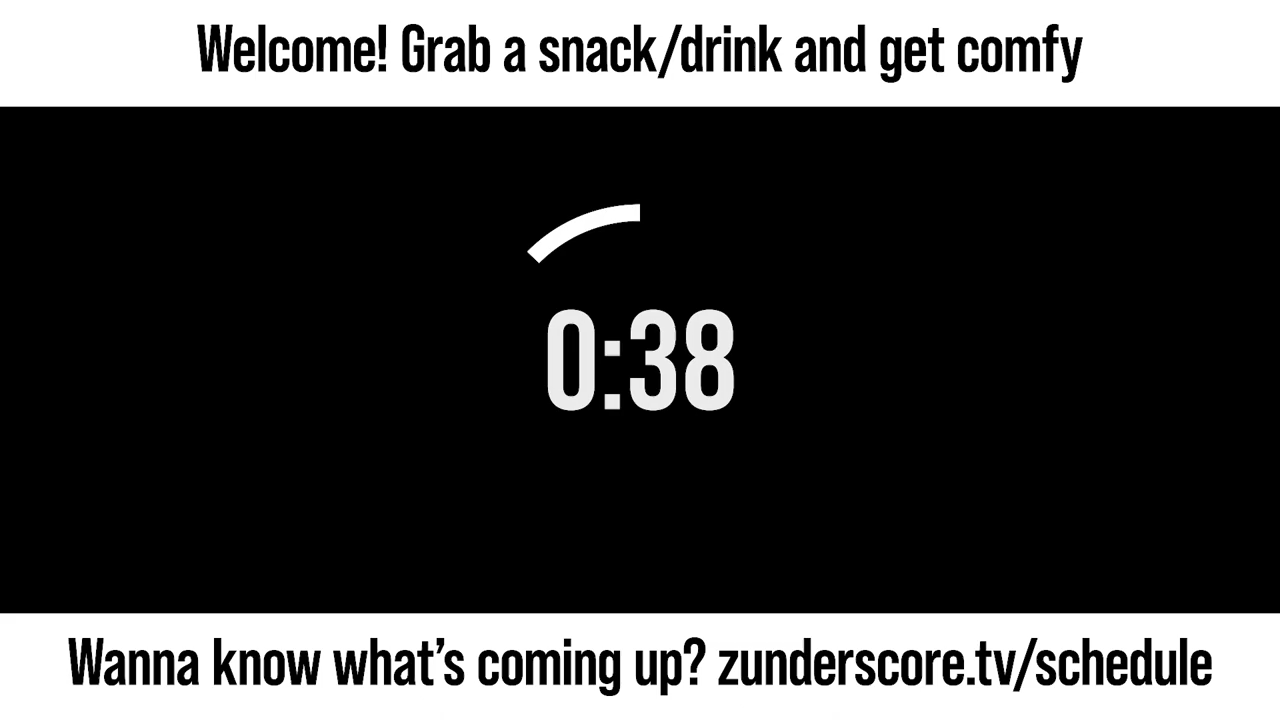 Welcome! Grab a snack/drink and get comfy
0:38
Wanna know what's coming up? zunderscore.tv/schedule